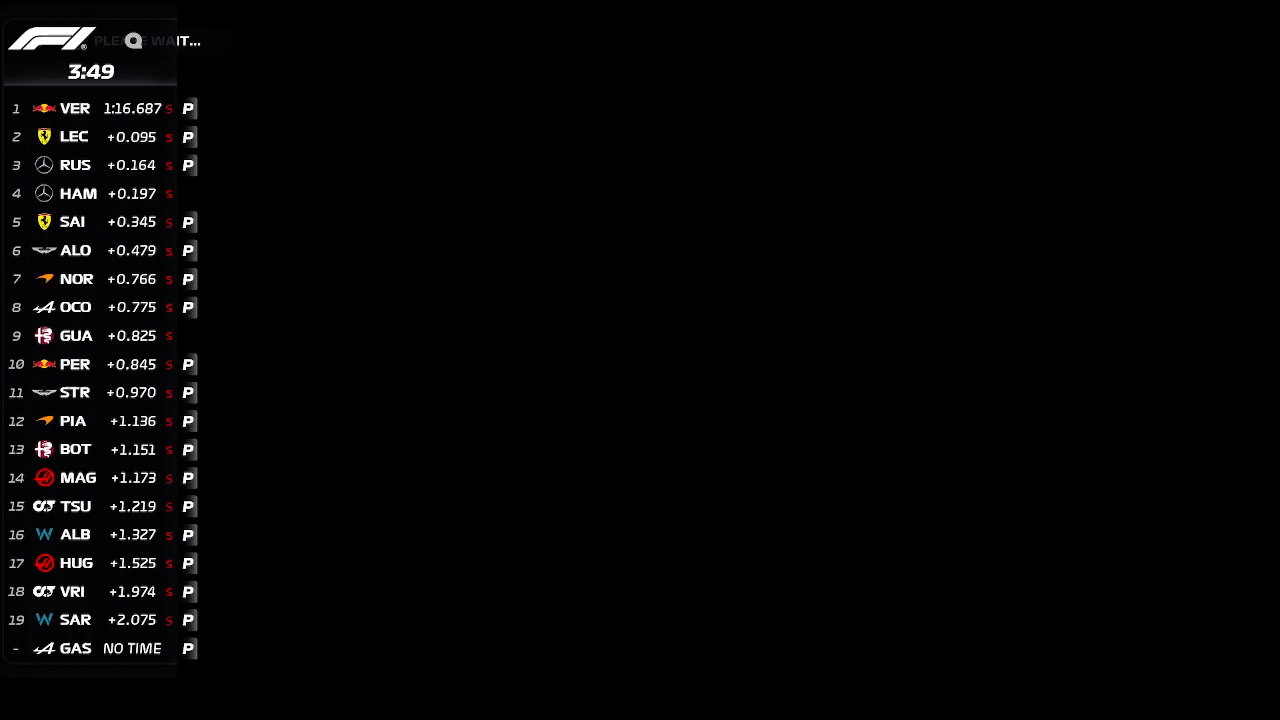 F1 PLEASE WAIT...
3:49
1 VER 1:16.687 S P
2 LEC +0.095 S P
3 RUS +0.164 S P
4 HAM +0.197 S
5 SAI +0.345 S P
6 ALO +0.479 S P
7 NOR +0.766 S P
8 OCO +0.775 S P
9 GUA +0.825 S
10 PER +0.845 S P
11 STR +0.970 S P
12 PIA +1.136 S P
13 BOT +1.151 S P
14 MAG +1.173 S P
15 TSU +1.219 S P
16 ALB +1.327 S P
17 HUG +1.525 S P
18 VRI +1.974 S P
19 SAR +2.075 S P
- GAS NO TIME P